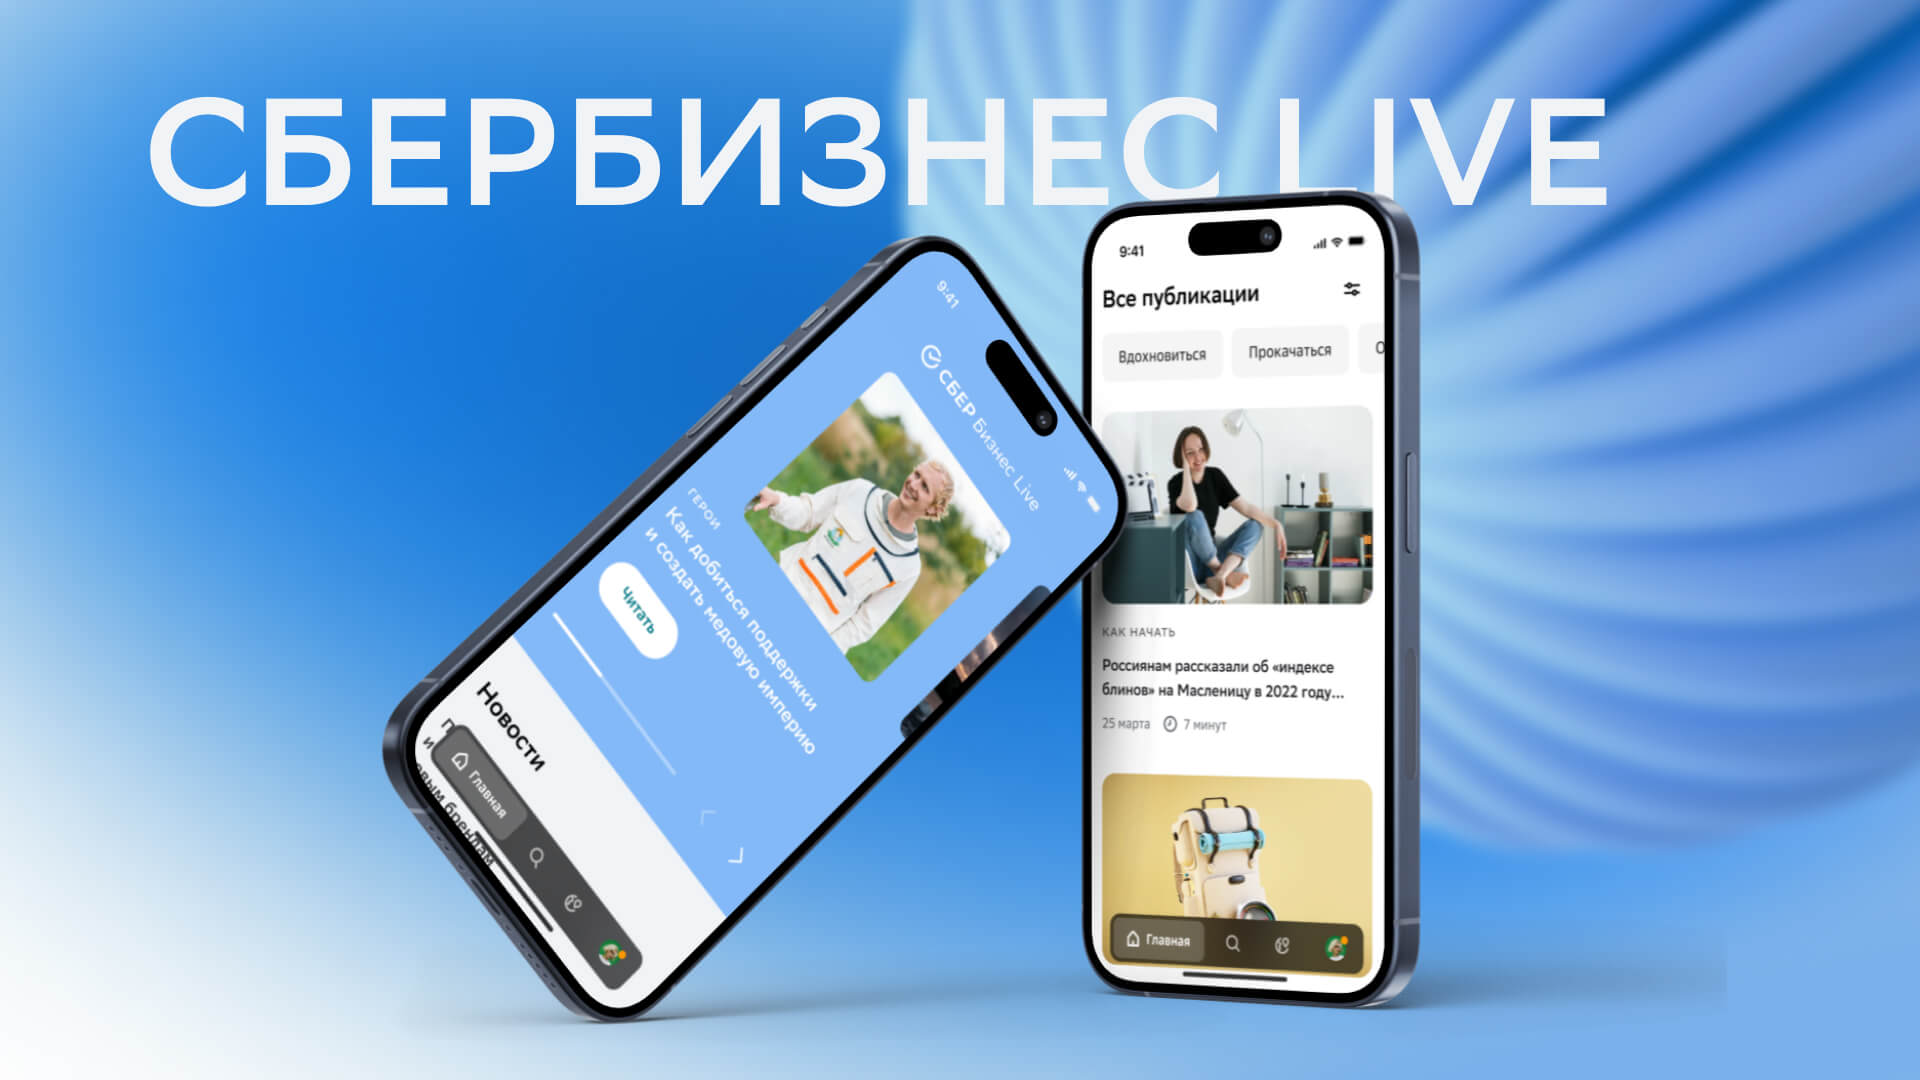 СБЕРБИЗНЕС LIVE
9:41
СБЕР Бизнес Live
ГЕРОИ
Как добиться поддержки
и создать медовую империю
Читать
Новости
Главная
9:41
Все публикации
Вдохновиться
Прокачаться
КАК НАЧАТЬ
Россиянам рассказали об «индексе
блинов» на Масленицу в 2022 году...
25 марта
7 минут
Главная